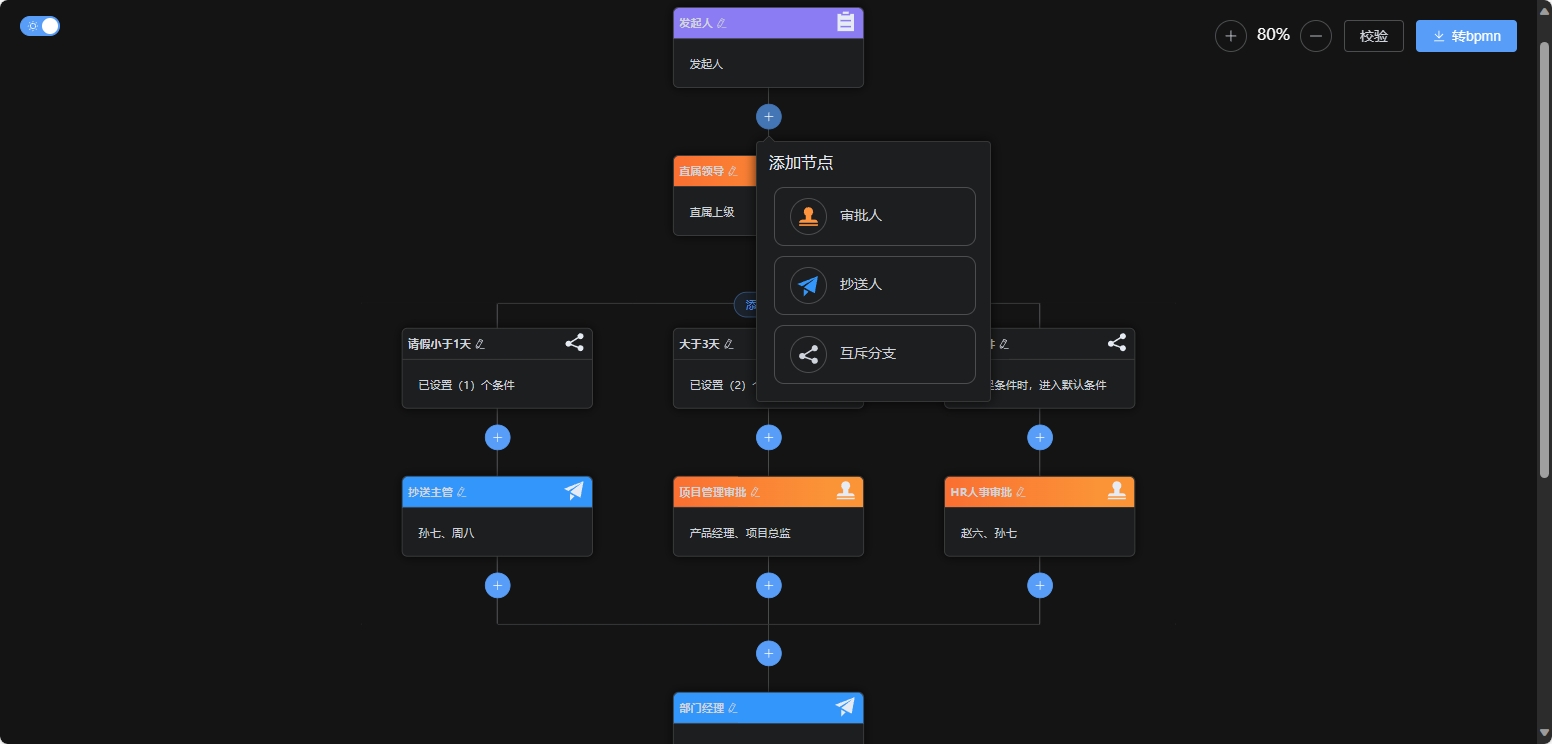 发起人
发起人
80%
校验
转bpmn
添加节点
审批人
抄送人
互斥分支
直属领导
直属上级
添
请假小于1天
已设置（1）个条件
大于3天
已设置（2）
条件时，进入默认条件
抄送主管
孙七、周八
项目管理审批
产品经理、项目总监
HR人事审批
赵六、孙七
部门经理